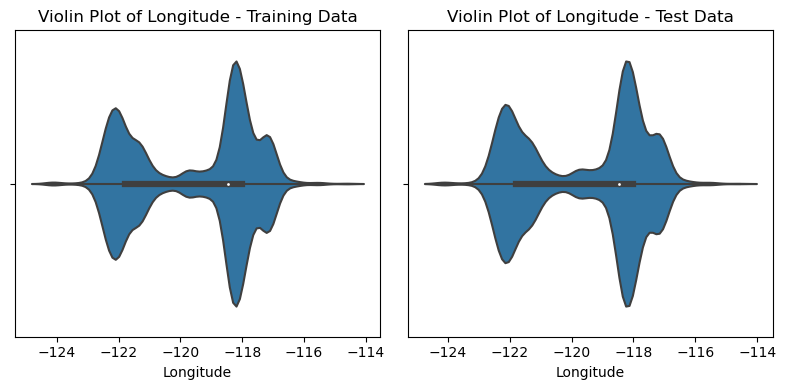 Violin Plot of Longitude - Training Data
−124 −122 −120 −118 −116 −114
Longitude
Violin Plot of Longitude - Test Data
−124 −122 −120 −118 −116 −114
Longitude